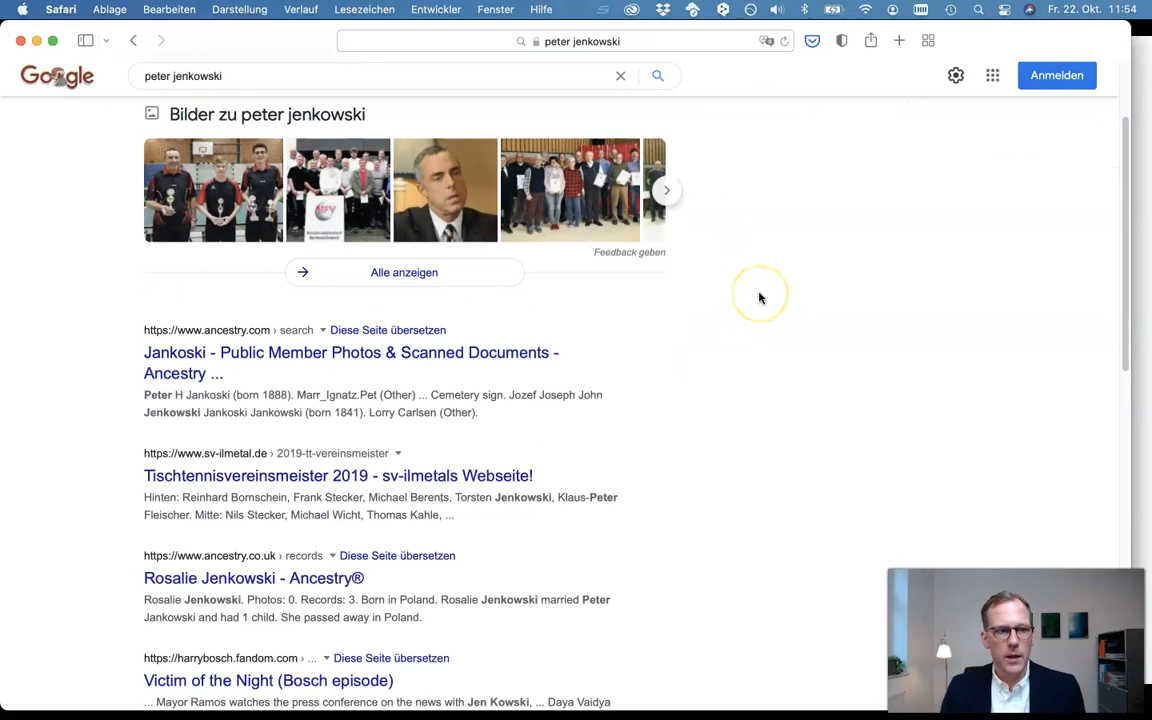 Safari Ablage Bearbeiten Darstellung Verlauf Lesezeichen Entwickler Fenster Hilfe Fr. 22. Okt. 11:54
peter jenkowski
Google peter jenkowski Anmelden
Bilder zu peter jenkowski
Feedback geben
Alle anzeigen
https://www.ancestry.com › search Diese Seite übersetzen
Jankoski - Public Member Photos & Scanned Documents -
Ancestry ...
Peter H Jankoski (born 1888). Marr_Ignatz.Pet (Other) ... Cemetery sign. Jozef Joseph John
Jenkowski Jankoski Jankowski (born 1841). Lorry Carlsen (Other).
https://www.sv-ilmetal.de › 2019-tt-vereinsmeister
Tischtennisvereinsmeister 2019 - sv-ilmetals Webseite!
Hinten: Reinhard Bornschein, Frank Stecker, Michael Berents, Torsten Jenkowski, Klaus-Peter
Fleischer. Mitte: Nils Stecker, Michael Wicht, Thomas Kahle, ...
https://www.ancestry.co.uk › records Diese Seite übersetzen
Rosalie Jenkowski - Ancestry®
Rosalie Jenkowski. Photos: 0. Records: 3. Born in Poland. Rosalie Jenkowski married Peter
Jankowski and had 1 child. She passed away in Poland.
https://harrybosch.fandom.com › ... Diese Seite übersetzen
Victim of the Night (Bosch episode)
... Mayor Ramos watches the press conference on the news with Jen Kowski, ... Daya Vaidya